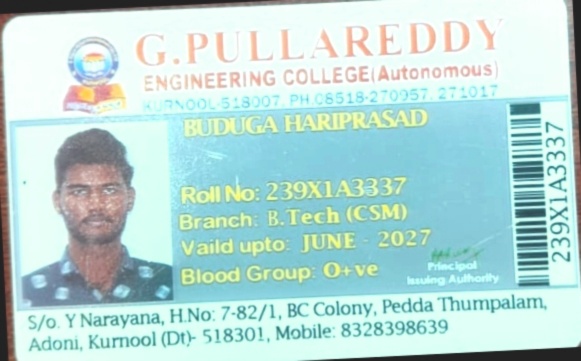 G.PULLAREDDY
ENGINEERING COLLEGE(Autonomous)
KURNOOL-518007, PH.08518-270957, 271017
BUDUGA HARIPRASAD
Roll No: 239X1A3337
Branch: B.Tech (CSM)
Vaild upto: JUNE - 2027
Blood Group: O+ve
Principal
Issuing Authority
239X1A3337
S/o. Y Narayana, H.No: 7-82/1, BC Colony, Pedda Thumpalam,
Adoni, Kurnool (Dt)- 518301, Mobile: 8328398639